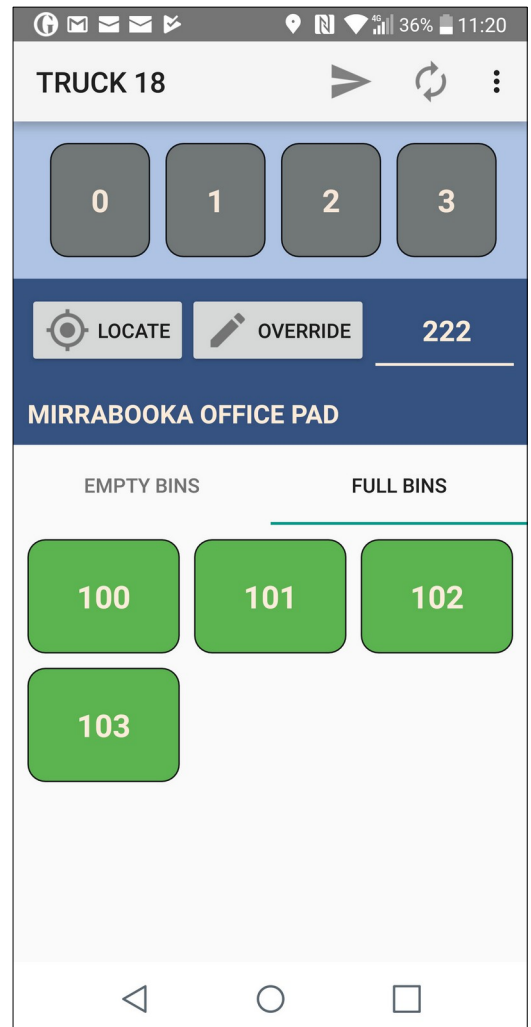 4G 36% 11:20
TRUCK 18
0 1 2 3
LOCATE OVERRIDE 222
MIRRABOOKA OFFICE PAD
EMPTY BINS FULL BINS
100 101 102
103